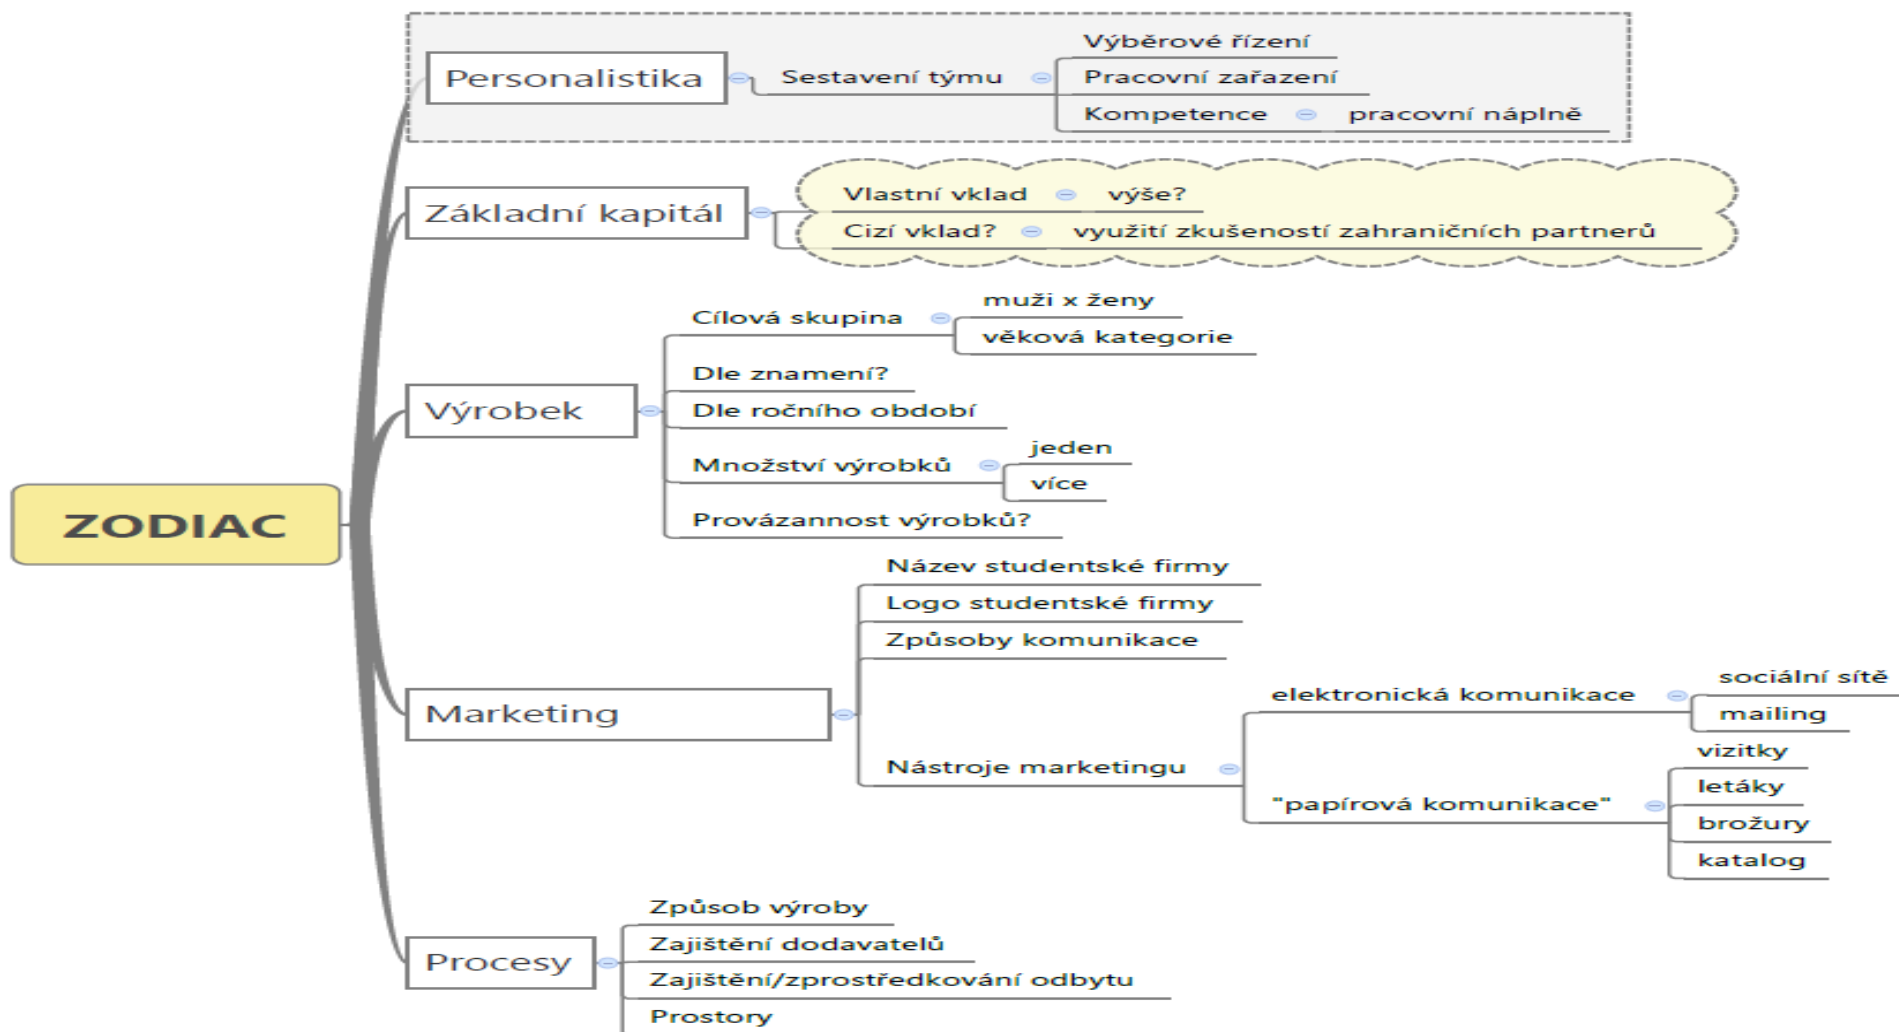 Výběrové řízení
Personalistika
Sestavení týmu
Pracovní zařazení
Kompetence
pracovní náplně
Základní kapitál
Vlastní vklad
výše?
Cizí vklad?
využití zkušeností zahraničních partnerů
Výrobek
Cílová skupina
muži x ženy
věková kategorie
Dle znamení?
Dle ročního období
Množství výrobků
jeden
více
Provázannost výrobků?
ZODIAC
Marketing
Název studentské firmy
Logo studentské firmy
Způsoby komunikace
Nástroje marketingu
elektronická komunikace
sociální sítě
mailing
"papírová komunikace"
vizitky
letáky
brožury
katalog
Procesy
Způsob výroby
Zajištění dodavatelů
Zajištění/zprostředkování odbytu
Prostory